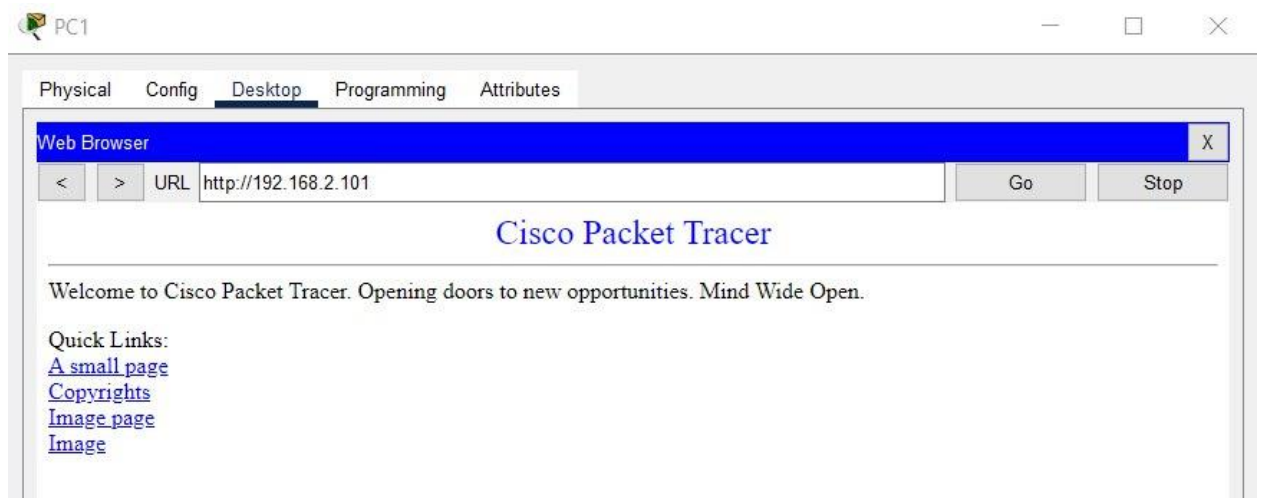 PC1
Physical Config Desktop Programming Attributes
Web Browser X
< > URL http://192.168.2.101 Go Stop
Cisco Packet Tracer
Welcome to Cisco Packet Tracer. Opening doors to new opportunities. Mind Wide Open.
Quick Links:
A small page
Copyrights
Image page
Image